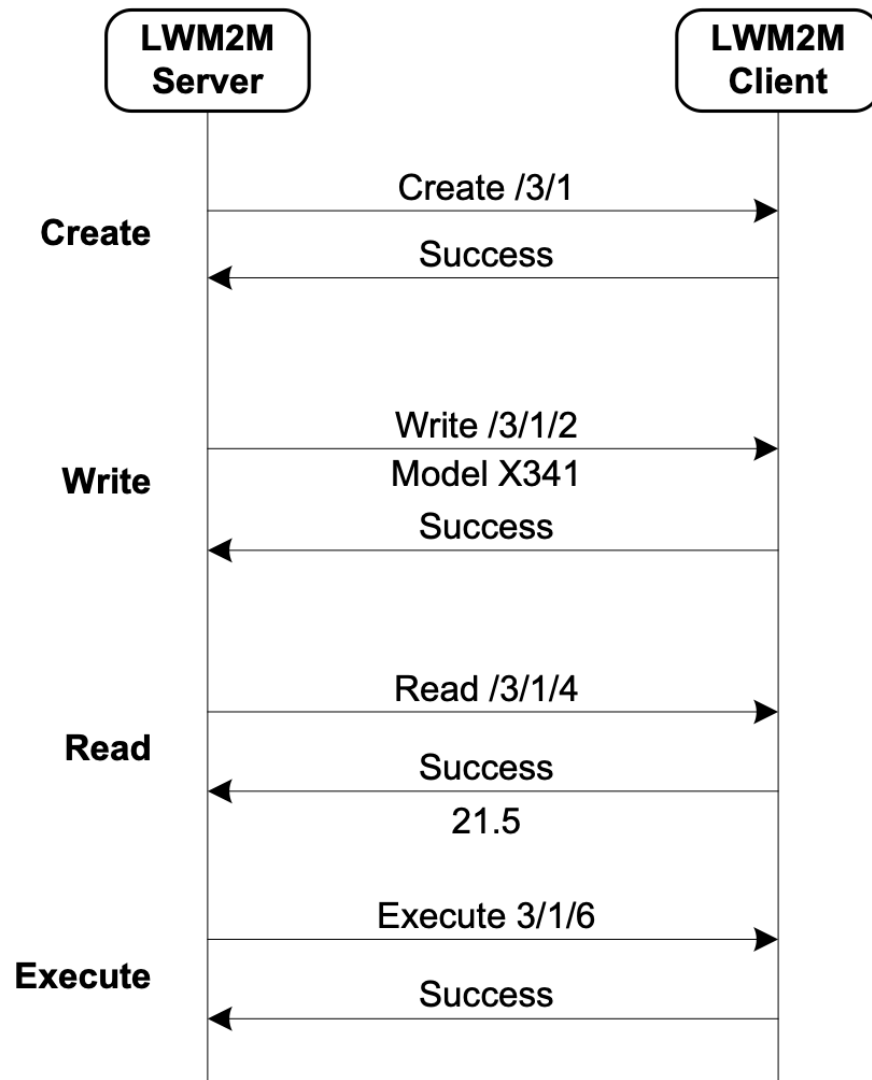 LWM2M
Server
LWM2M
Client
Create /3/1
Create
Success
Write /3/1/2
Write
Model X341
Success
Read /3/1/4
Read
Success
21.5
Execute 3/1/6
Execute
Success